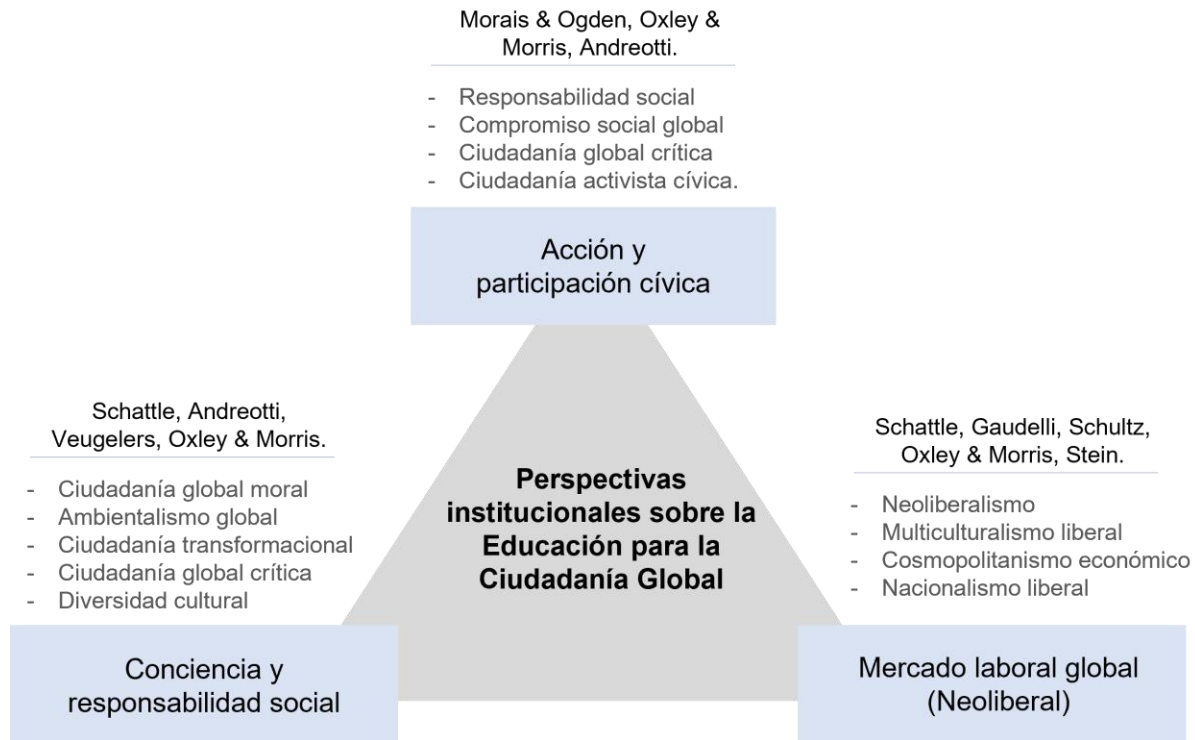 Morais & Ogden, Oxley &
Morris, Andreotti.
- Responsabilidad social
- Compromiso social global
- Ciudadanía global crítica
- Ciudadanía activista cívica.
Acción y
participación cívica
Schattle, Andreotti,
Veugelers, Oxley & Morris.
- Ciudadanía global moral
- Ambientalismo global
- Ciudadanía transformacional
- Ciudadanía global crítica
- Diversidad cultural
Conciencia y
responsabilidad social
Perspectivas
institucionales sobre la
Educación para la
Ciudadanía Global
Schattle, Gaudelli, Schultz,
Oxley & Morris, Stein.
- Neoliberalismo
- Multiculturalismo liberal
- Cosmopolitanismo económico
- Nacionalismo liberal
Mercado laboral global
(Neoliberal)